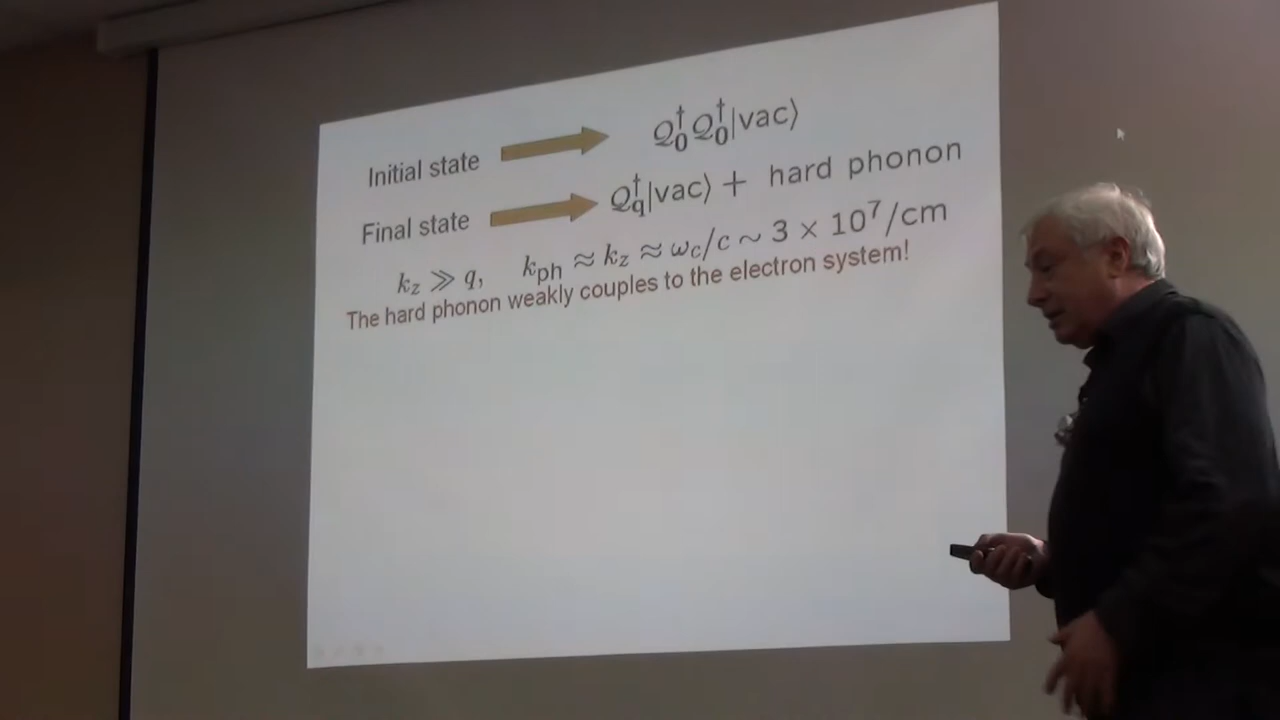 Initial state 𝒬₀†𝒬₀†|vac⟩
Final state 𝒬_q†|vac⟩ + hard phonon
k_z ≫ q, k_ph ≈ k_z ≈ ω_c/c ∼ 3 × 10⁷/cm
The hard phonon weakly couples to the electron system!